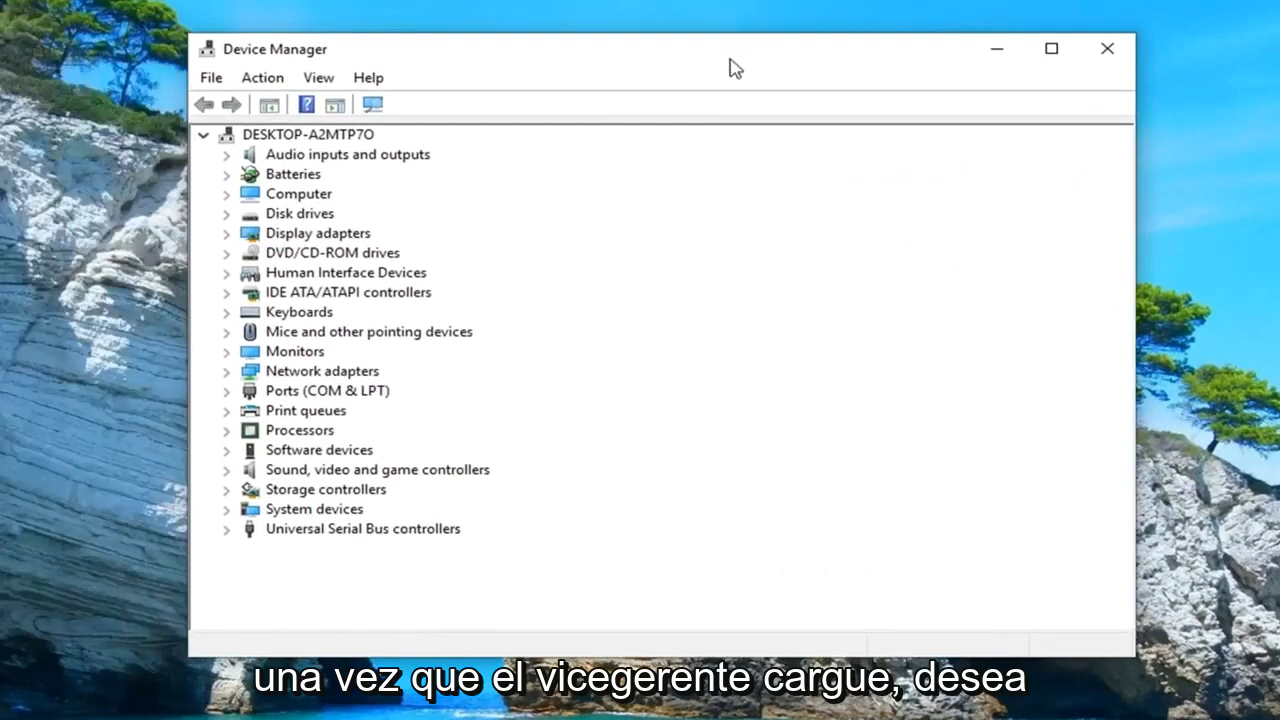 Device Manager
File Action View Help
DESKTOP-A2MTP7O
Audio inputs and outputs
Batteries
Computer
Disk drives
Display adapters
DVD/CD-ROM drives
Human Interface Devices
IDE ATA/ATAPI controllers
Keyboards
Mice and other pointing devices
Monitors
Network adapters
Ports (COM & LPT)
Print queues
Processors
Software devices
Sound, video and game controllers
Storage controllers
System devices
Universal Serial Bus controllers
una vez que el vicegerente cargue, desea